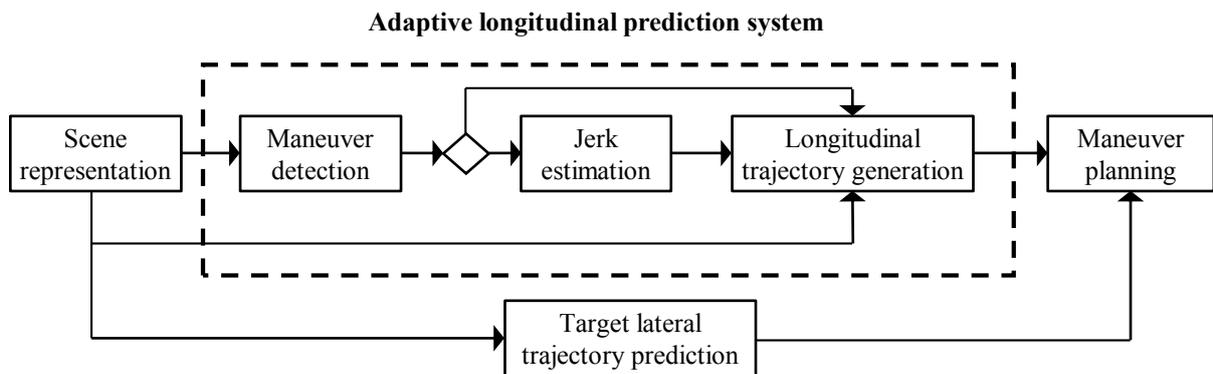 Adaptive longitudinal prediction system
Scene
representation
Maneuver
detection
Jerk
estimation
Longitudinal
trajectory generation
Maneuver
planning
Target lateral
trajectory prediction